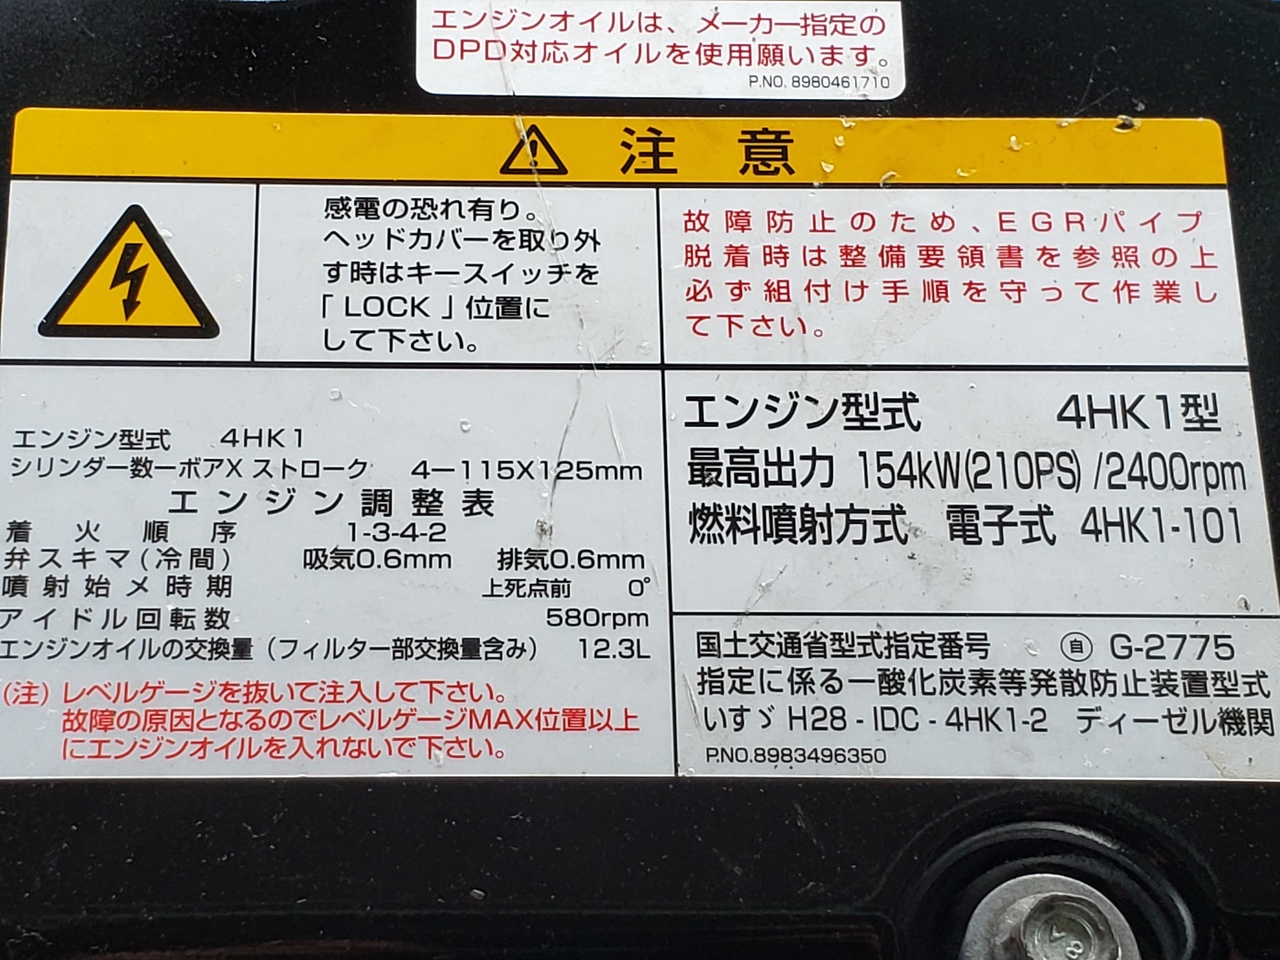 エンジンオイルは、メーカー指定の
DPD対応オイルを使用願います。
P.NO. 8980461710
注意
感電の恐れ有り。
ヘッドカバーを取り外
す時はキースイッチを
「LOCK」位置に
して下さい。
故障防止のため、EGRパイプ
脱着時は整備要領書を参照の上
必ず組付け手順を守って作業し
て下さい。
エンジン型式 4HK1
シリンダー数ーボアX ストローク 4ー115X125mm
エンジン調整表
着火順序 1-3-4-2
弁スキマ(冷間) 吸気0.6mm 排気0.6mm
噴射始メ時期 上死点前 0°
アイドル回転数 580rpm
エンジンオイルの交換量(フィルター部交換量含み) 12.3L
(注)レベルゲージを抜いて注入して下さい。
故障の原因となるのでレベルゲージMAX位置以上
にエンジンオイルを入れないで下さい。
エンジン型式 4HK1型
最高出力 154kW(210PS)/2400rpm
燃料噴射方式 電子式 4HK1-101
国土交通省型式指定番号 ㊀自 G-2775
指定に係る一酸化炭素等発散防止装置型式
いすゞ H28-IDC-4HK1-2 ディーゼル機関
P.NO.8983496350
8